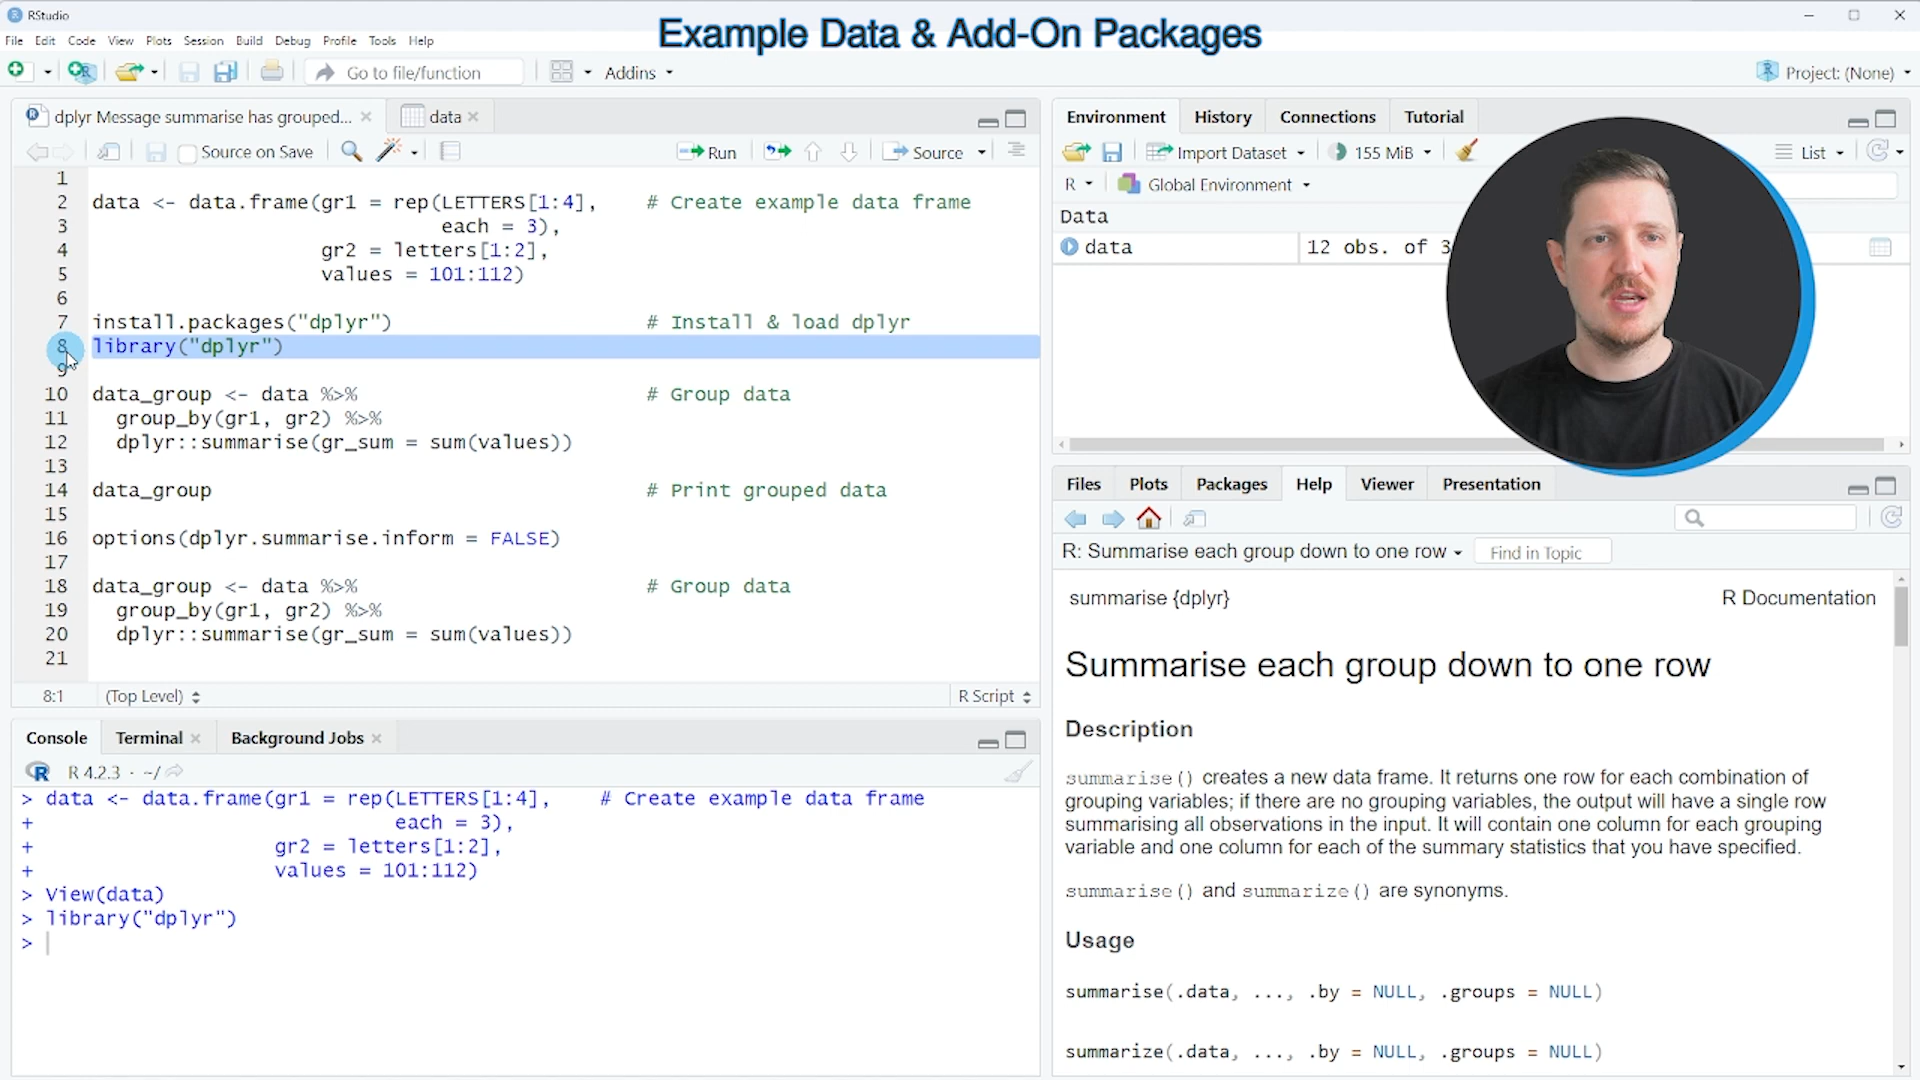 RStudio
Example Data & Add-On Packages
File Edit Code View Plots Session Build Debug Profile Tools Help
Go to file/function
Addins
Project: (None)
dplyr Message summarise has grouped...
data
Source on Save
Run
Source
1
2 data <- data.frame(gr1 = rep(LETTERS[1:4], # Create example data frame
3 each = 3),
4 gr2 = letters[1:2],
5 values = 101:112)
6
7 install.packages("dplyr") # Install & load dplyr
8 library("dplyr")
9
10 data_group <- data %>% # Group data
11 group_by(gr1, gr2) %>%
12 dplyr::summarise(gr_sum = sum(values))
13
14 data_group # Print grouped data
15
16 options(dplyr.summarise.inform = FALSE)
17
18 data_group <- data %>% # Group data
19 group_by(gr1, gr2) %>%
20 dplyr::summarise(gr_sum = sum(values))
21
8:1 (Top Level) R Script
Console Terminal Background Jobs
R R 4.2.3 · ~/
> data <- data.frame(gr1 = rep(LETTERS[1:4], # Create example data frame
+ each = 3),
+ gr2 = letters[1:2],
+ values = 101:112)
> View(data)
> library("dplyr")
>
Environment History Connections Tutorial
Import Dataset 155 MiB List
R Global Environment
Data
data 12 obs. of 3
Files Plots Packages Help Viewer Presentation
R: Summarise each group down to one row Find in Topic
summarise {dplyr} R Documentation
Summarise each group down to one row
Description
summarise() creates a new data frame. It returns one row for each combination of
grouping variables; if there are no grouping variables, the output will have a single row
summarising all observations in the input. It will contain one column for each grouping
variable and one column for each of the summary statistics that you have specified.
summarise() and summarize() are synonyms.
Usage
summarise(.data, ..., .by = NULL, .groups = NULL)
summarize(.data, ..., .by = NULL, .groups = NULL)